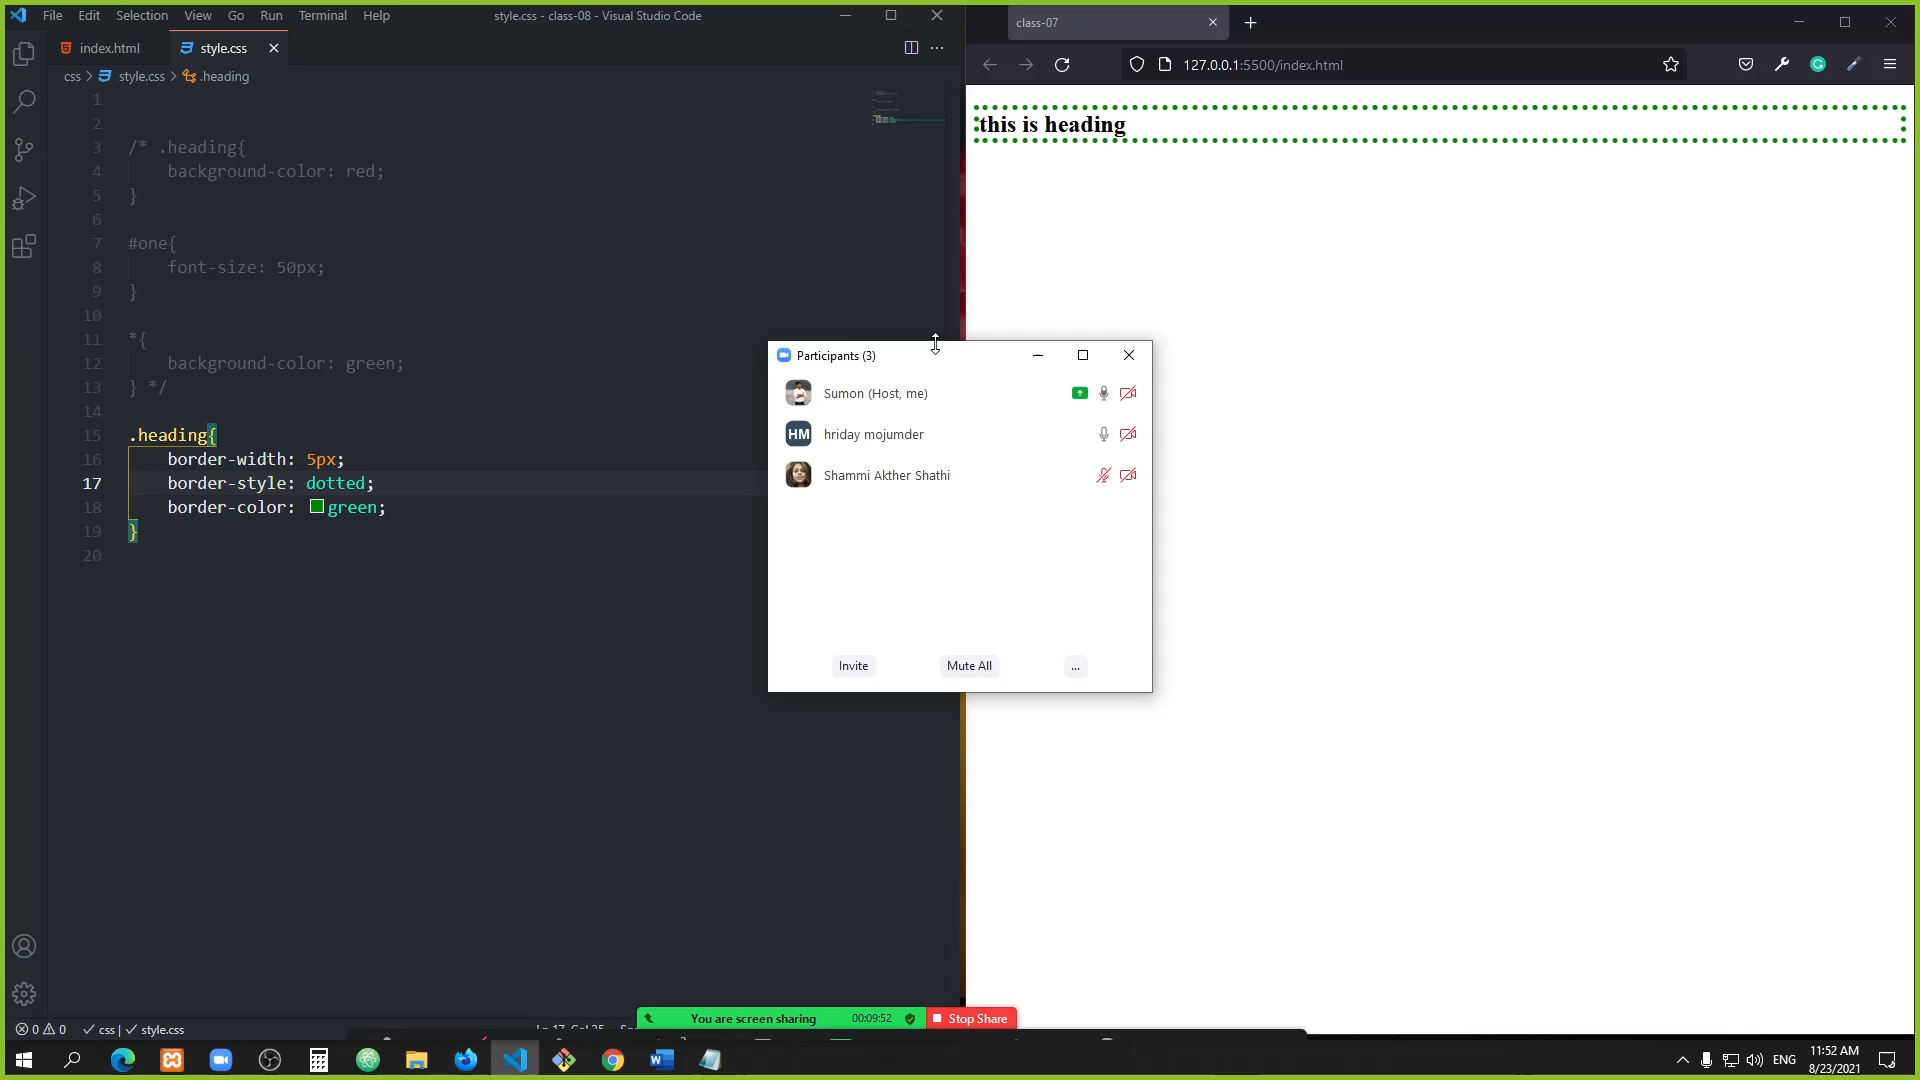 File Edit Selection View Go Run Terminal Help
style.css - class-08 - Visual Studio Code
index.html
style.css
css > style.css > .heading
1
2
3 /* .heading{
4 background-color: red;
5 }
6
7 #one{
8 font-size: 50px;
9 }
10
11 *{
12 background-color: green;
13 } */
14
15 .heading{
16 border-width: 5px;
17 border-style: dotted;
18 border-color: green;
19 }
20
0 0 css | style.css
class-07
127.0.0.1:5500/index.html
this is heading
Participants (3)
Sumon (Host, me)
HM hriday mojumder
Shammi Akther Shathi
Invite Mute All ...
You are screen sharing 00:09:52 Stop Share
ENG
11:52 AM
8/23/2021